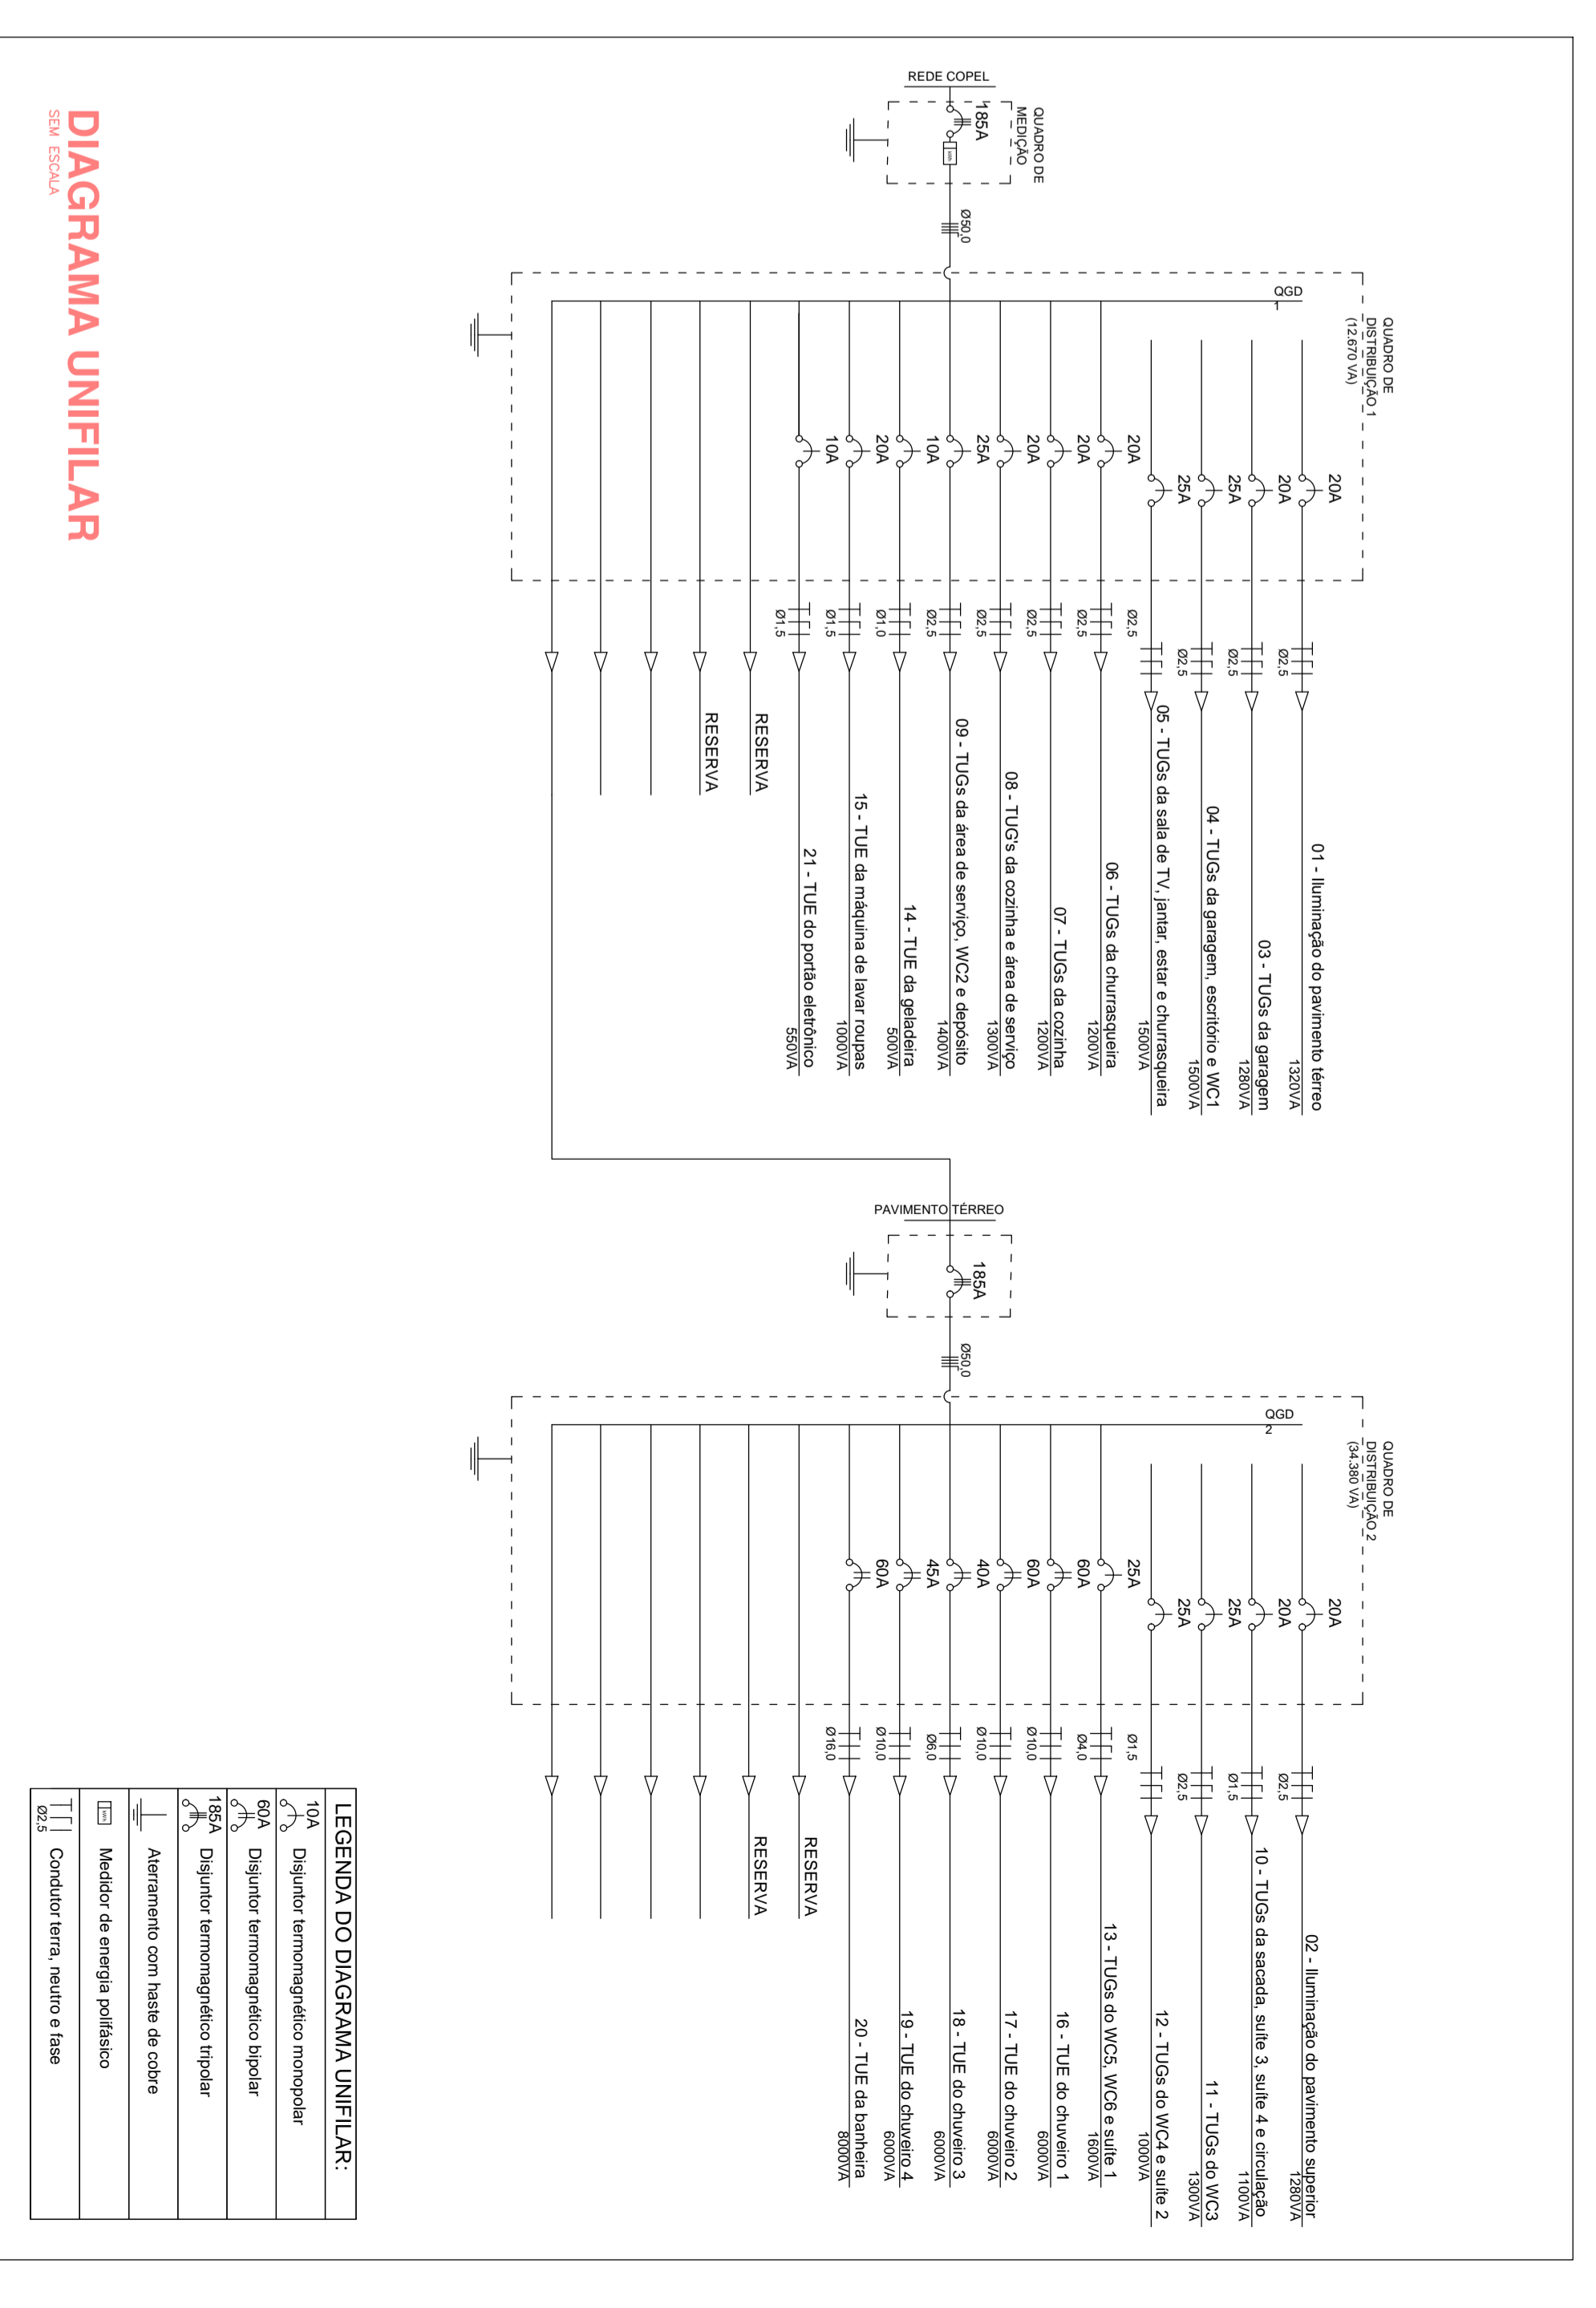 REDE COPEL
QUADRO DE
MEDIÇÃO
185A
kWh
Ø50,0
QGD
1
QUADRO DE
DISTRIBUIÇÃO 1
(12.670 VA)
20A
20A
25A
25A
20A
20A
20A
25A
10A
20A
10A
Ø2,5
Ø2,5
Ø2,5
Ø2,5
Ø2,5
Ø2,5
Ø2,5
Ø2,5
Ø1,0
Ø1,5
Ø1,5
01 - Iluminação do pavimento térreo
1320VA
03 - TUGs da garagem
1280VA
04 - TUGs da garagem, escritório e WC1
1500VA
05 - TUGs da sala de TV, jantar, estar e churrasqueira
1500VA
06 - TUGs da churrasqueira
1200VA
07 - TUGs da cozinha
1200VA
08 - TUG's da cozinha e área de serviço
1300VA
09 - TUGs da área de serviço, WC2 e depósito
1400VA
14 - TUE da geladeira
500VA
15 - TUE da máquina de lavar roupas
1000VA
21 - TUE do portão eletrônico
550VA
RESERVA
RESERVA
PAVIMENTO TÉRREO
185A
Ø50,0
QGD
2
QUADRO DE
DISTRIBUIÇÃO 2
(34.380 VA)
20A
20A
25A
25A
25A
60A
60A
40A
45A
60A
Ø2,5
Ø1,5
Ø2,5
Ø1,5
Ø4,0
Ø10,0
Ø10,0
Ø6,0
Ø10,0
Ø16,0
02 - Iluminação do pavimento superior
1280VA
10 - TUGs da sacada, suíte 3, suíte 4 e circulação
1100VA
11 - TUGs do WC3
1300VA
12 - TUGs do WC4 e suíte 2
1000VA
13 - TUGs do WC5, WC6 e suíte 1
1600VA
16 - TUE do chuveiro 1
6000VA
17 - TUE do chuveiro 2
6000VA
18 - TUE do chuveiro 3
6000VA
19 - TUE do chuveiro 4
6000VA
20 - TUE da banheira
8000VA
RESERVA
RESERVA
LEGENDA DO DIAGRAMA UNIFILAR:
10A
Disjuntor termomagnético monopolar
60A
Disjuntor termomagnético bipolar
185A
Disjuntor termomagnético tripolar
Aterramento com haste de cobre
kWh
Medidor de energia polifásico
Ø2,5
Condutor terra, neutro e fase
DIAGRAMA UNIFILAR
SEM ESCALA